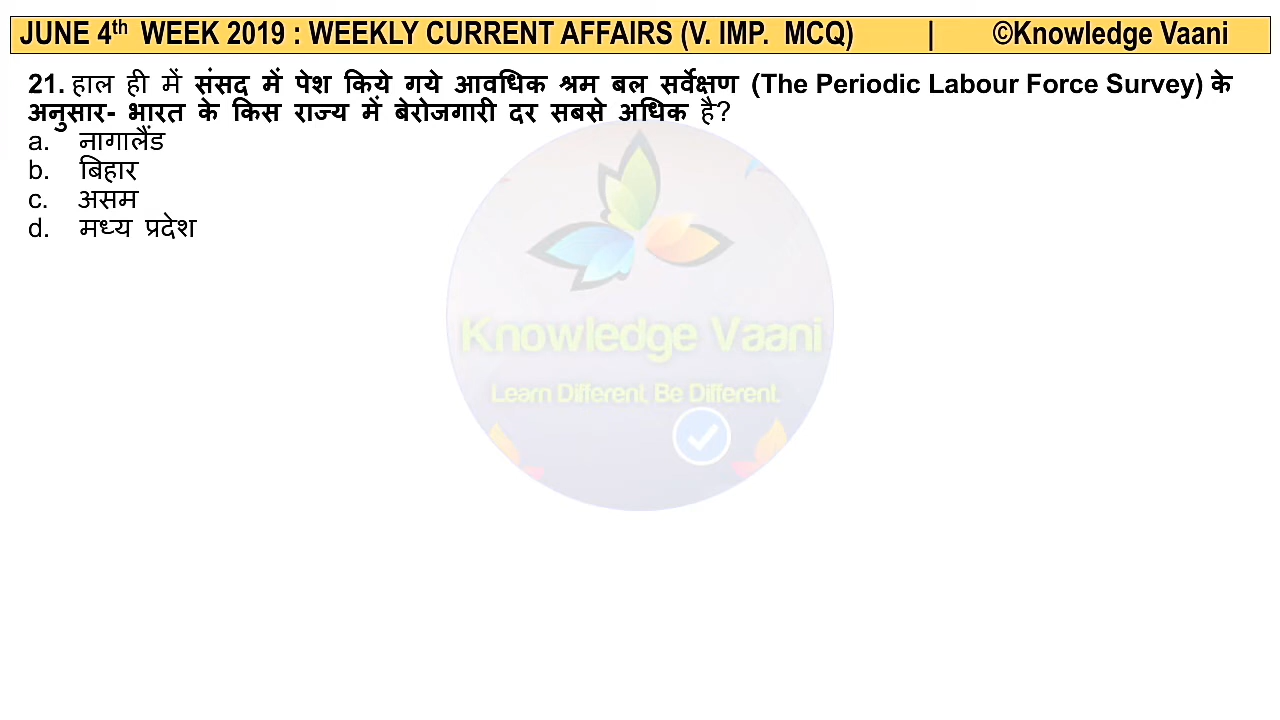 JUNE 4th WEEK 2019 : WEEKLY CURRENT AFFAIRS (V. IMP. MCQ) | ©Knowledge Vaani
21. हाल ही में संसद में पेश किये गये आवधिक श्रम बल सर्वेक्षण (The Periodic Labour Force Survey) के
अनुसार- भारत के किस राज्य में बेरोजगारी दर सबसे अधिक है?
a. नागालैंड
b. बिहार
c. असम
d. मध्य प्रदेश
Knowledge Vaani
Learn Different, Be Different.